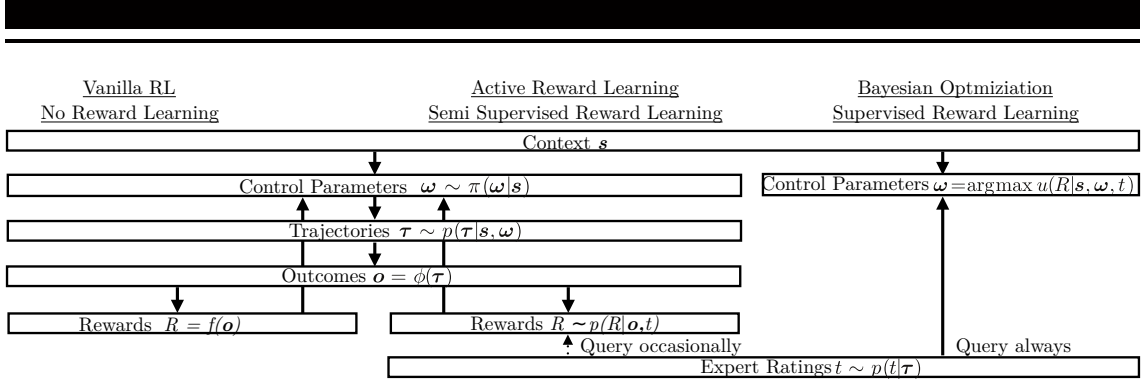 Vanilla RL
No Reward Learning
Active Reward Learning
Semi Supervised Reward Learning
Bayesian Optmiziation
Supervised Reward Learning
Context s
Control Parameters ω ∼ π(ω|s)
Control Parameters ω=argmax u(R|s, ω, t)
Trajectories τ ∼ p(τ|s, ω)
Outcomes o = ϕ(τ)
Rewards R = f(o)
Rewards R ∼ p(R|o,t)
Query occasionally
Query always
Expert Ratings t ∼ p(t|τ)